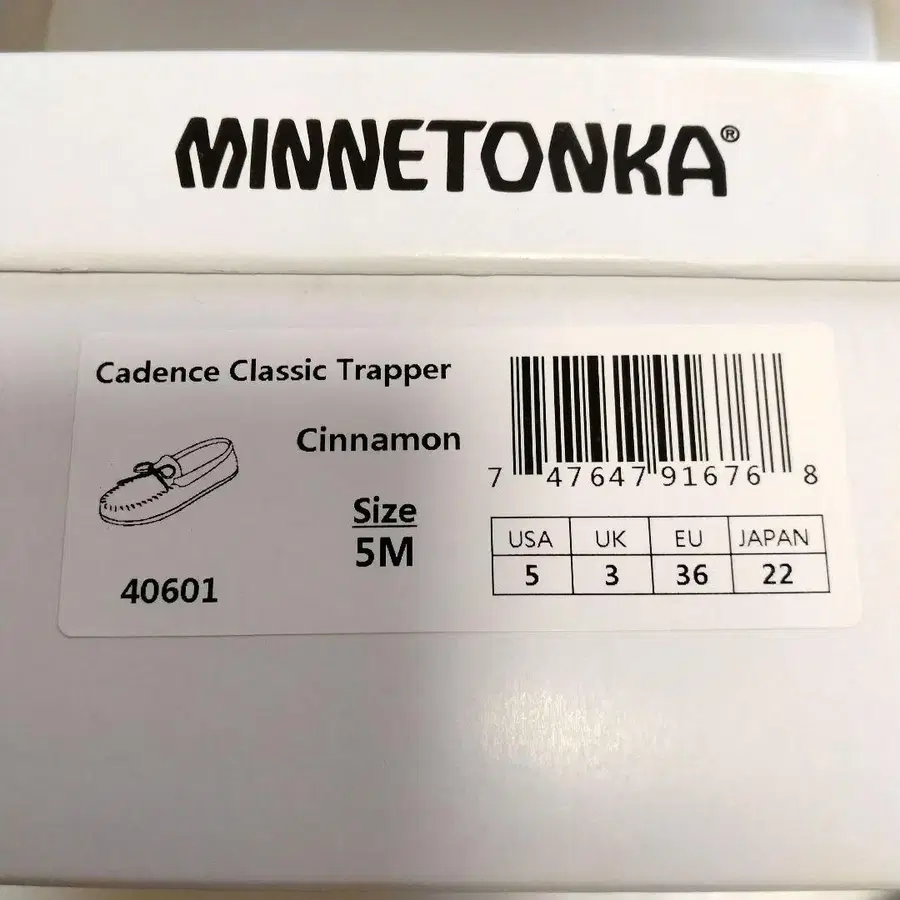 MINNETONKA®
Cadence Classic Trapper
Cinnamon
Size
5M
40601
7 47647 91676 8
USA UK EU JAPAN
5 3 36 22